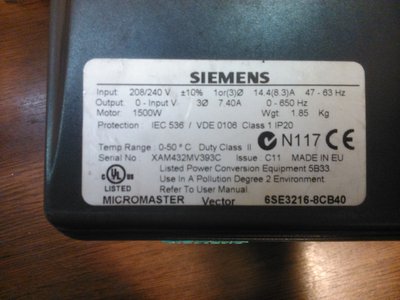 SIEMENS
Input: 208/240 V ±10% 1or(3)Ø 14.4(8.3)A 47 - 63 Hz
Output: 0 - Input V 3Ø 7.40A 0 - 650 Hz
Motor: 1500W Wgt 1.85 Kg
Protection IEC 536 / VDE 0106 Class 1 IP20
N117 CE
Temp Range : 0-50 ° C Duty Class II
Serial No : XAM432MV393C Issue C11 MADE IN EU
Listed Power Conversion Equipment 5B33.
Use In A Pollution Degree 2 Environment.
Refer To User Manual.
c UL us
LISTED
MICROMASTER Vector 6SE3216-8CB40